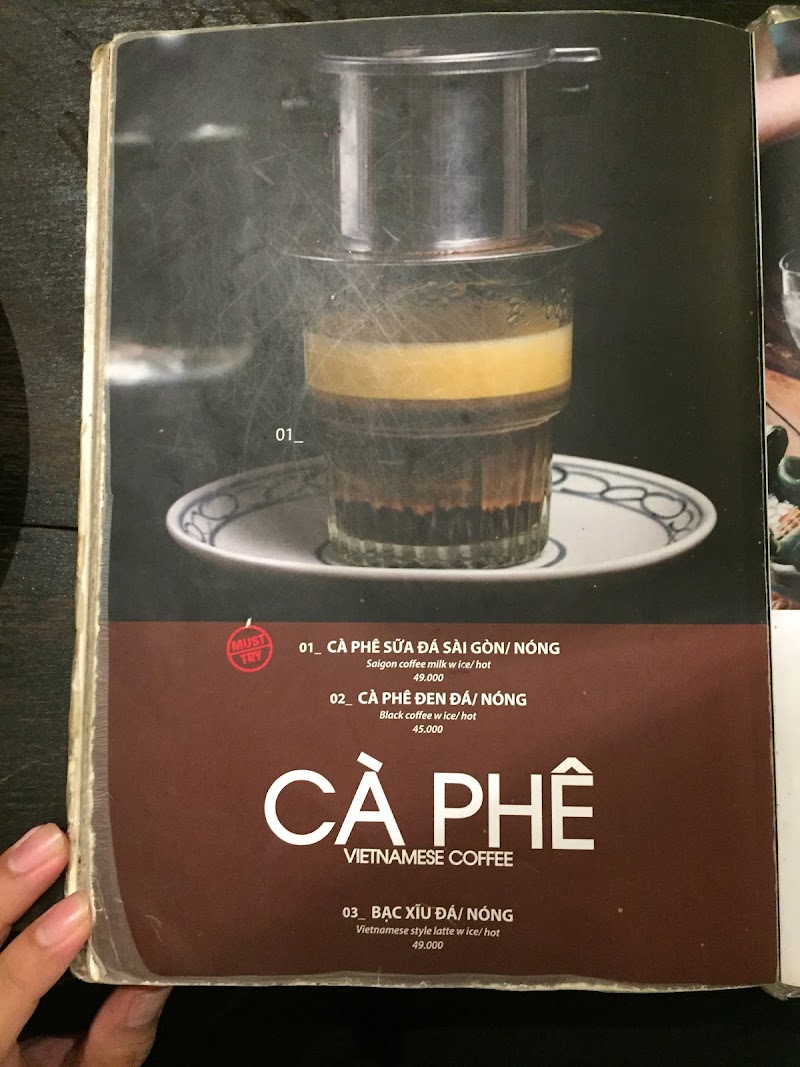 01_
MUST
TRY
01_ CÀ PHÊ SỮA ĐÁ SÀI GÒN/ NÓNG
Saigon coffee milk w ice/ hot
49.000
02_ CÀ PHÊ ĐEN ĐÁ/ NÓNG
Black coffee w ice/ hot
45.000
CÀ PHÊ
VIETNAMESE COFFEE
03_ BẠC XĨU ĐÁ/ NÓNG
Vietnamese style latte w ice/ hot
49.000